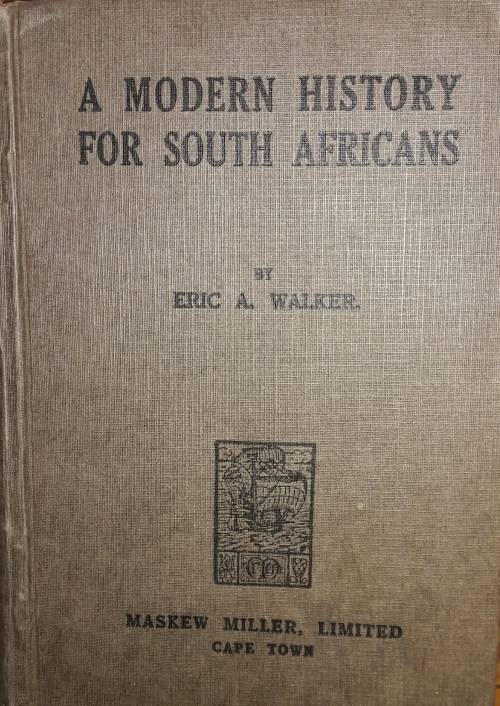 A MODERN HISTORY
FOR SOUTH AFRICANS
BY
ERIC A. WALKER.
MASKEW MILLER, LIMITED
CAPE TOWN